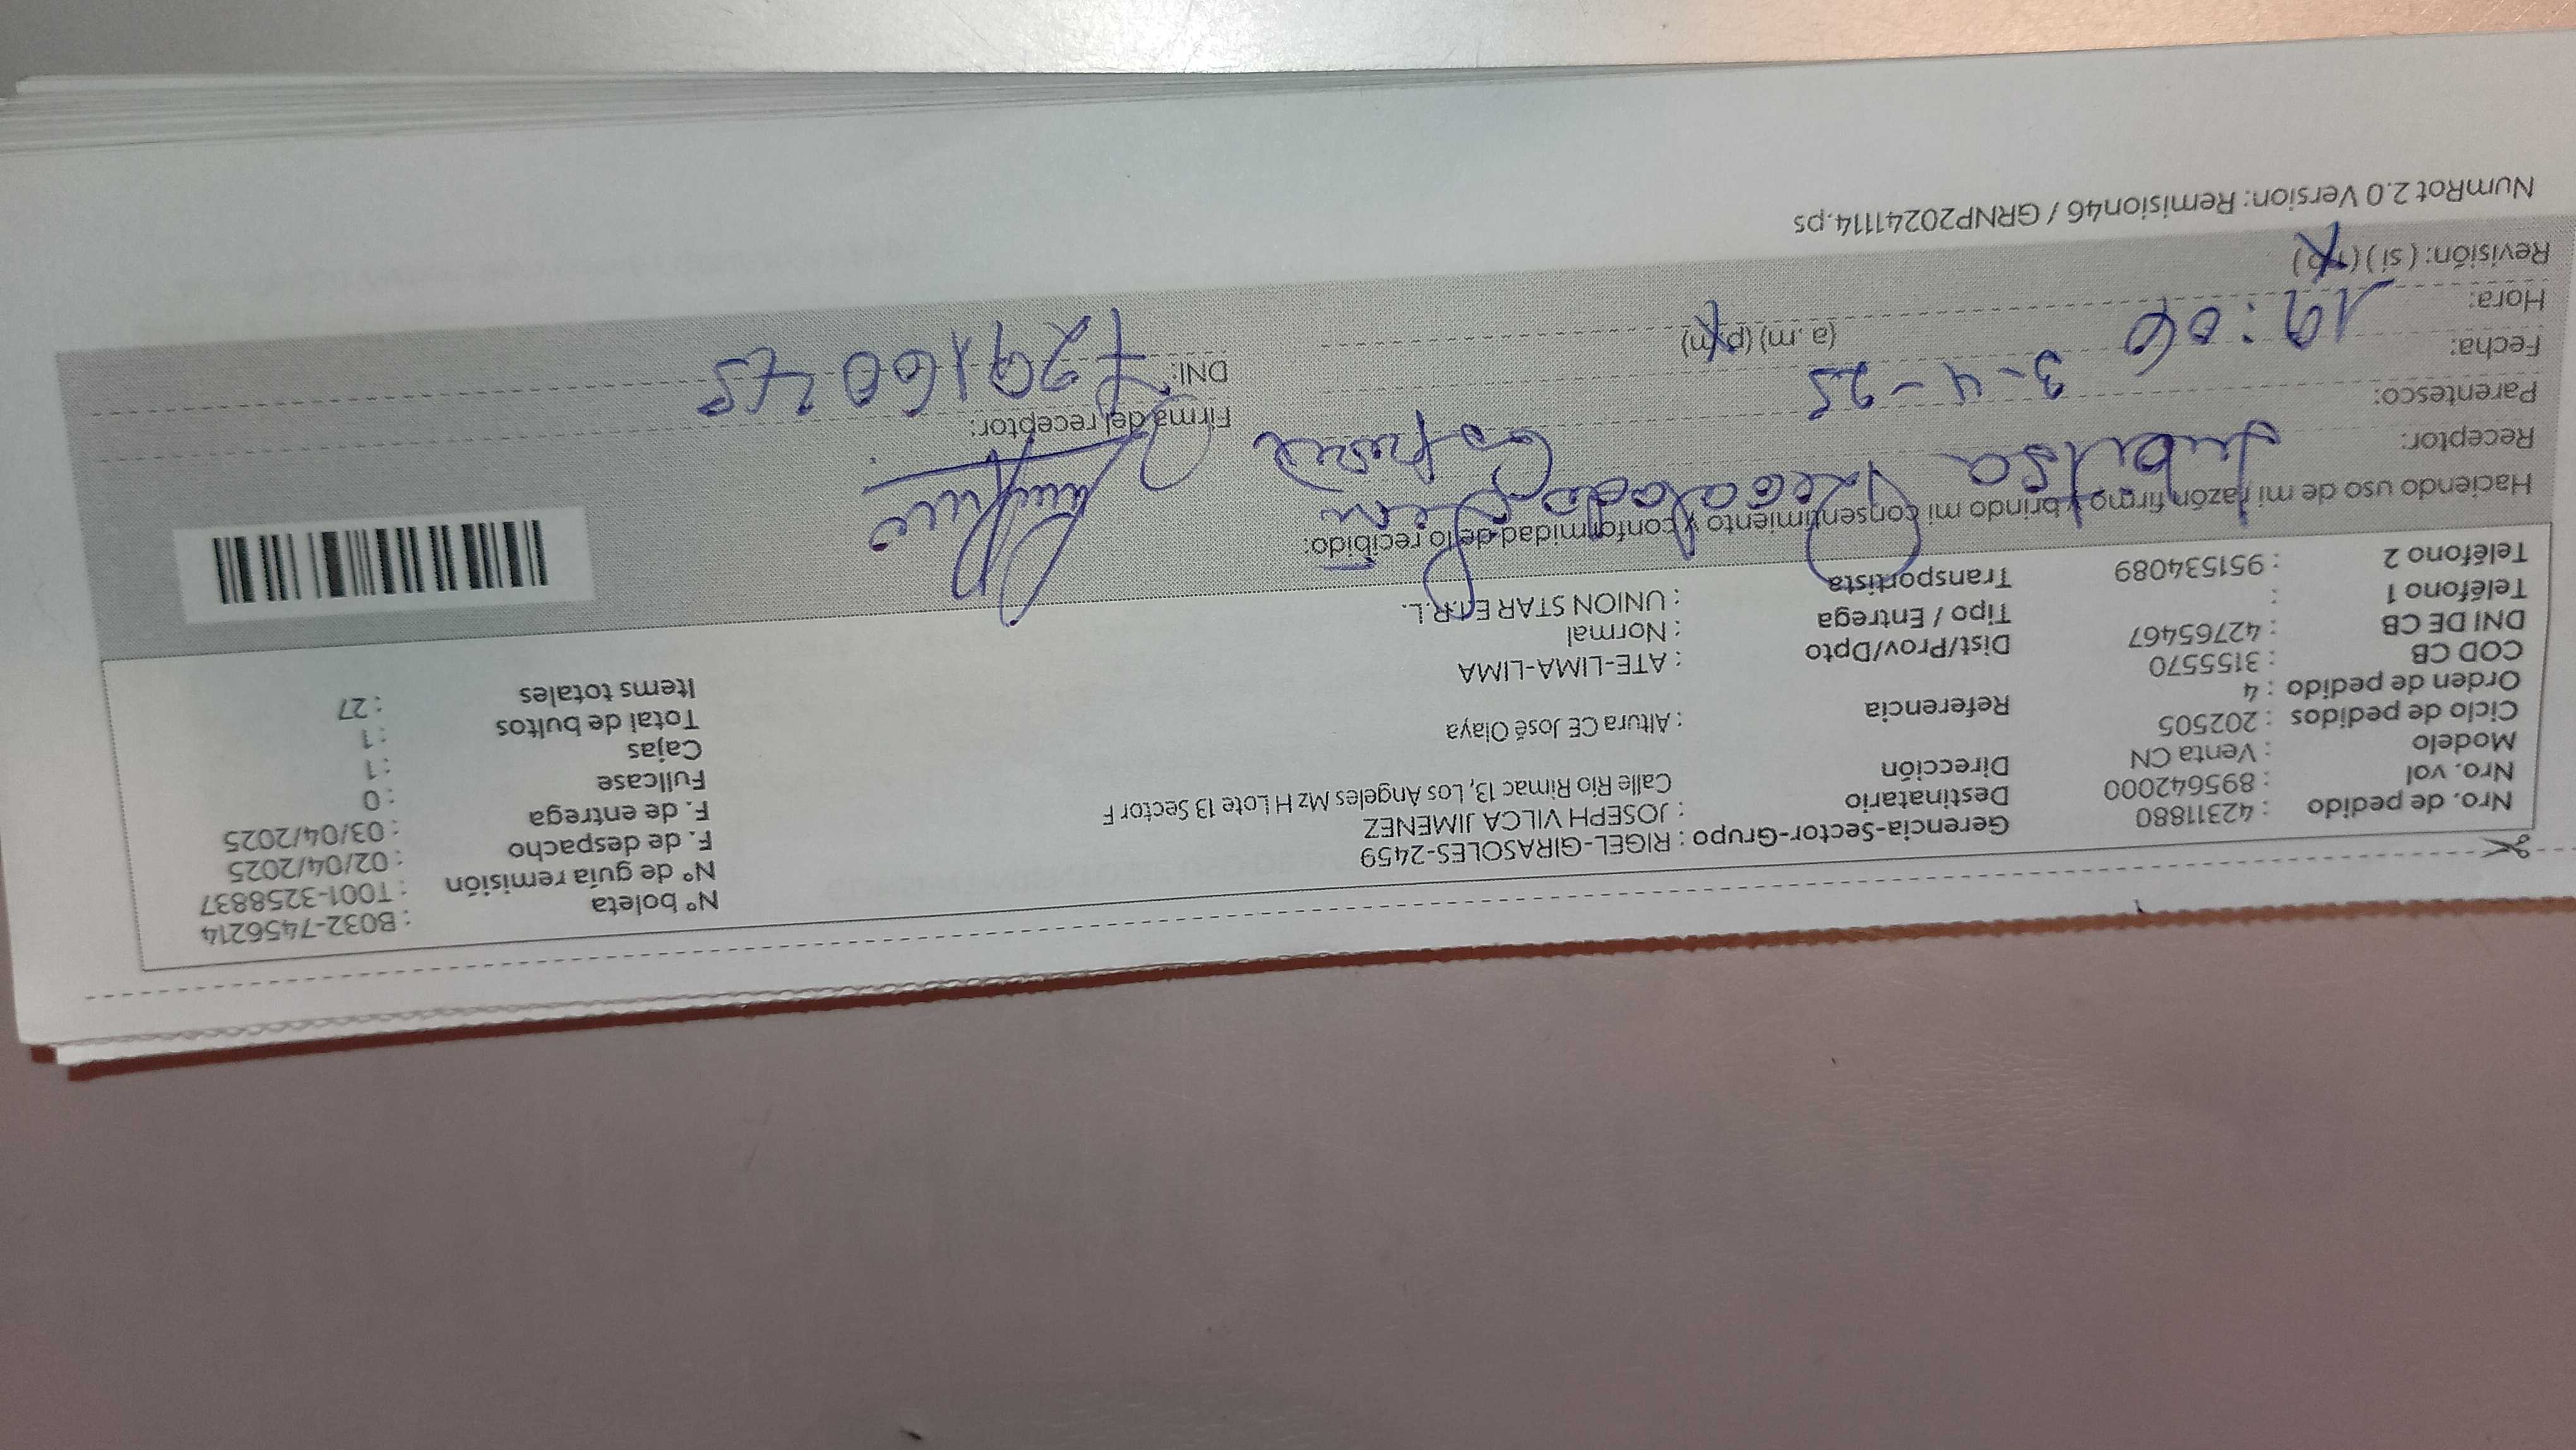 Nro. de pedido : 42311880
Nro. vol : 895642000
Modelo : Venta CN
Ciclo de pedidos : 202505
Orden de pedido : 4
COD CB : 3155570
DNI DE CB : 42765467
Teléfono 1 :
Teléfono 2 : 951534089
Gerencia-Sector-Grupo : RIGEL-GIRASOLES-2459
Destinatario : JOSEPH VILCA JIMENEZ
Dirección Calle Rio Rimac 13, Los Angeles Mz H Lote 13 Sector F
Referencia : Altura CE José Olaya
Dist/Prov/Dpto : ATE-LIMA-LIMA
Tipo / Entrega : Normal
Transportista : UNION STAR E.I.R.L.
N° boleta : B032-7456214
N° de guía remisión : T001-3258837
F. de despacho : 02/04/2025
F. de entrega : 03/04/2025
Fullcase : 0
Cajas : 1
Total de bultos : 1
Items totales : 27
Haciendo uso de mi razón firmo y brindo mi consentimiento y conformidad de lo recibido:
Receptor:
Parentesco:
Fecha: 3-4-25
Hora: 19:06 (a.m) (p.m)
Revisión: (si) (no)
Firma del receptor:
DNI:
NumRot 2.0 Version: Remision46 / GRNP20241114.ps